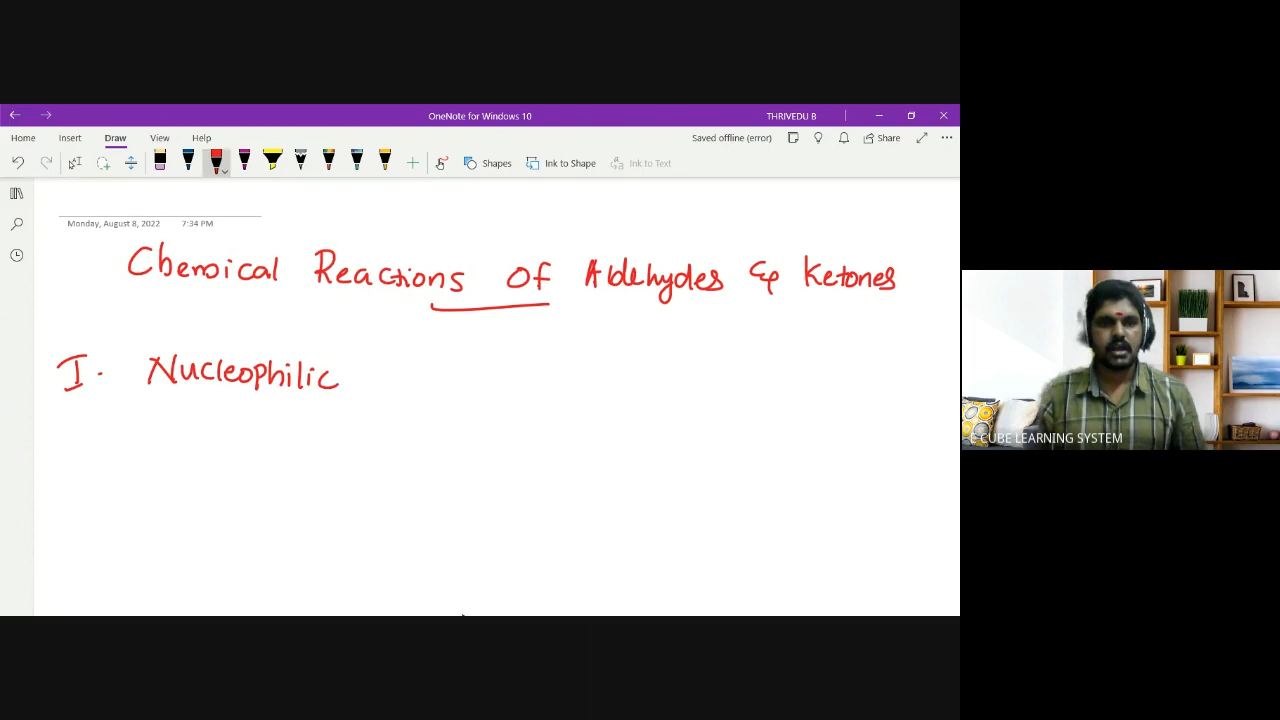 OneNote for Windows 10
THRIVEDU B
Home Insert Draw View Help
Saved offline (error)
Share
Shapes
Ink to Shape
Ink to Text
Monday, August 8, 2022 7:34 PM
Chemical Reactions Of Aldehydes & Ketones
I. Nucleophilic
CUBE LEARNING SYSTEM